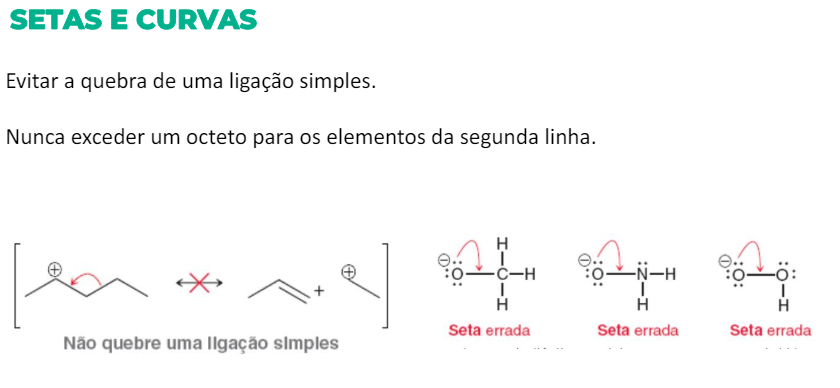 SETAS E CURVAS
Evitar a quebra de uma ligação simples.
Nunca exceder um octeto para os elementos da segunda linha.
⊕ ⊕ +
Não quebre uma ligação simples
H
⊖ :O—C—H
H
Seta errada
⊖ :O—N—H
H
Seta errada
⊖ :O—O:
H
Seta errada